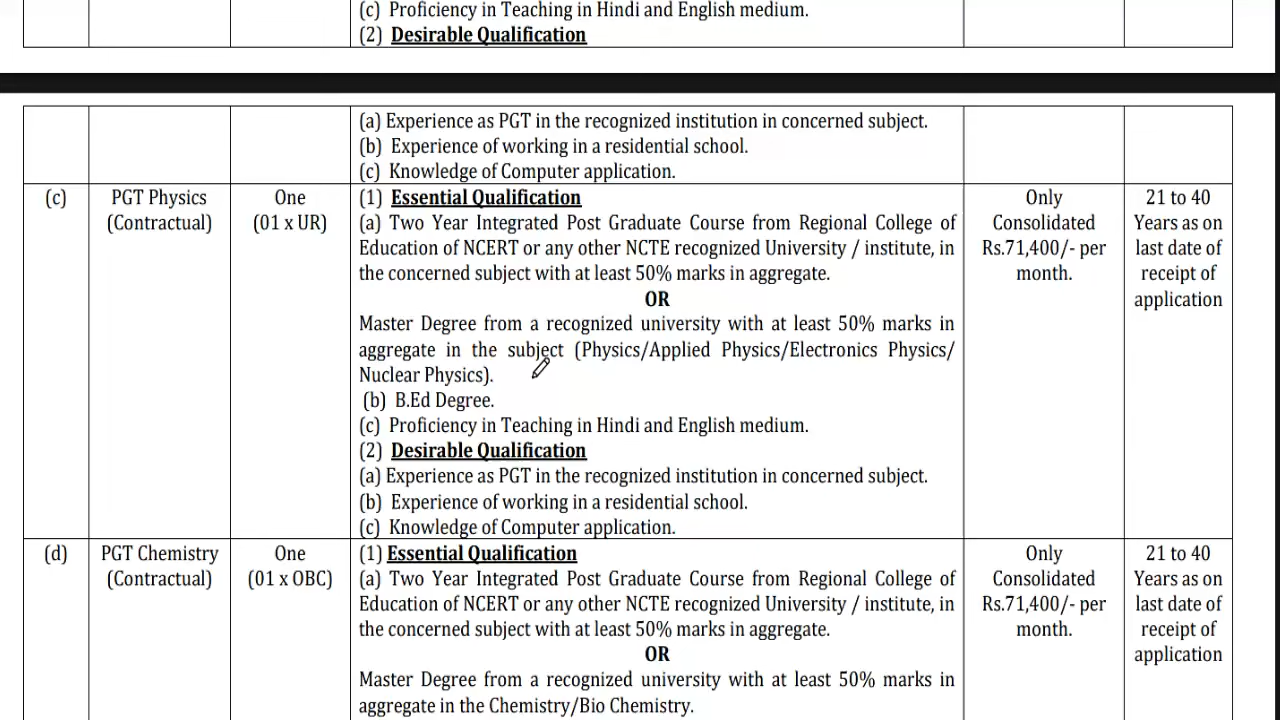 (c) Proficiency in Teaching in Hindi and English medium.
(2) Desirable Qualification
(a) Experience as PGT in the recognized institution in concerned subject.
(b) Experience of working in a residential school.
(c) Knowledge of Computer application.
(c)
PGT Physics
(Contractual)
One
(01 x UR)
(1) Essential Qualification
(a) Two Year Integrated Post Graduate Course from Regional College of
Education of NCERT or any other NCTE recognized University / institute, in
the concerned subject with at least 50% marks in aggregate.
OR
Master Degree from a recognized university with at least 50% marks in
aggregate in the subject (Physics/Applied Physics/Electronics Physics/
Nuclear Physics).
(b) B.Ed Degree.
(c) Proficiency in Teaching in Hindi and English medium.
(2) Desirable Qualification
(a) Experience as PGT in the recognized institution in concerned subject.
(b) Experience of working in a residential school.
(c) Knowledge of Computer application.
Only
Consolidated
Rs.71,400/- per
month.
21 to 40
Years as on
last date of
receipt of
application
(d)
PGT Chemistry
(Contractual)
One
(01 x OBC)
(1) Essential Qualification
(a) Two Year Integrated Post Graduate Course from Regional College of
Education of NCERT or any other NCTE recognized University / institute, in
the concerned subject with at least 50% marks in aggregate.
OR
Master Degree from a recognized university with at least 50% marks in
aggregate in the Chemistry/Bio Chemistry.
Only
Consolidated
Rs.71,400/- per
month.
21 to 40
Years as on
last date of
receipt of
application